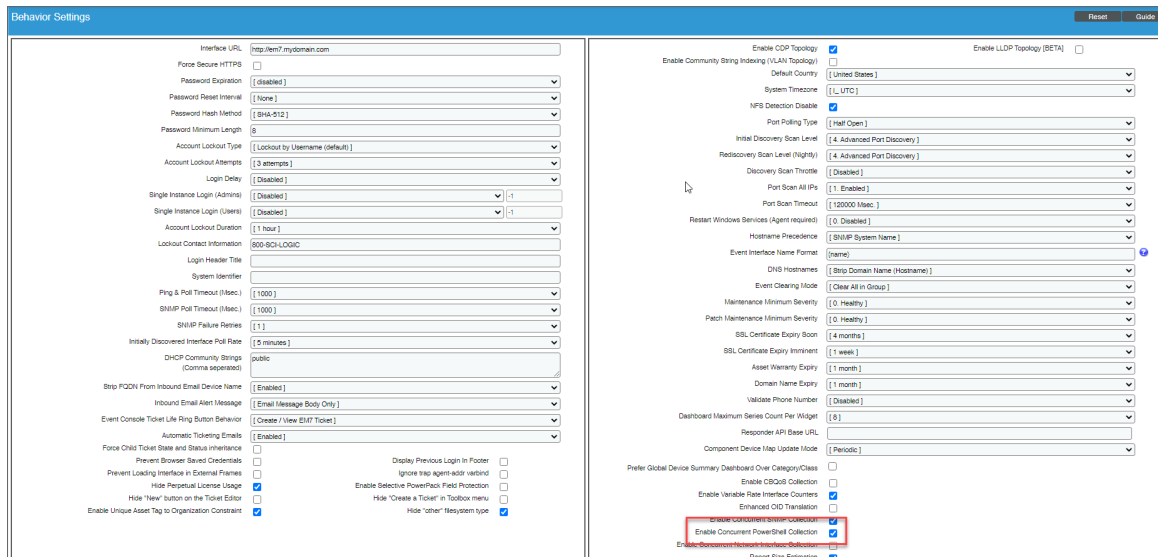 Behavior Settings
Reset Guide
Interface URL http://em7.mydomain.com
Force Secure HTTPS
Password Expiration [ disabled ]
Password Reset Interval [ None ]
Password Hash Method [ SHA-512 ]
Password Minimum Length 8
Account Lockout Type [ Lockout by Username (default) ]
Account Lockout Attempts [ 3 attempts ]
Login Delay [ Disabled ]
Single Instance Login (Admins) [ Disabled ] -1
Single Instance Login (Users) [ Disabled ] -1
Account Lockout Duration [ 1 hour ]
Lockout Contact Information 800-SCI-LOGIC
Login Header Title
System Identifier
Ping & Poll Timeout (Msec.) [ 1000 ]
SNMP Poll Timeout (Msec.) [ 1000 ]
SNMP Failure Retries [ 1 ]
Initially Discovered Interface Poll Rate [ 5 minutes ]
DHCP Community Strings public
(Comma seperated)
Strip FQDN From Inbound Email Device Name [ Enabled ]
Inbound Email Alert Message [ Email Message Body Only ]
Event Console Ticket Life Ring Button Behavior [ Create / View EM7 Ticket ]
Automatic Ticketing Emails [ Enabled ]
Force Child Ticket State and Status inheritance
Prevent Browser Saved Credentials Display Previous Login In Footer
Prevent Loading Interface in External Frames Ignore trap agent-addr varbind
Hide Perpetual License Usage Enable Selective PowerPack Field Protection
Hide "New" button on the Ticket Editor Hide "Create a Ticket" in Toolbox menu
Enable Unique Asset Tag to Organization Constraint Hide "other" filesystem type
Enable CDP Topology Enable LLDP Topology [BETA]
Enable Community String Indexing (VLAN Topology)
Default Country [ United States ]
System Timezone [ |_ UTC ]
NFS Detection Disable
Port Polling Type [ Half Open ]
Initial Discovery Scan Level [ 4. Advanced Port Discovery ]
Rediscovery Scan Level (Nightly) [ 4. Advanced Port Discovery ]
Discovery Scan Throttle [ Disabled ]
Port Scan All IPs [ 1. Enabled ]
Port Scan Timeout [ 120000 Msec. ]
Restart Windows Services (Agent required) [ 0. Disabled ]
Hostname Precedence [ SNMP System Name ]
Event Interface Name Format {name} ?
DNS Hostnames [ Strip Domain Name (Hostname) ]
Event Clearing Mode [ Clear All in Group ]
Maintenance Minimum Severity [ 0. Healthy ]
Patch Maintenance Minimum Severity [ 0. Healthy ]
SSL Certificate Expiry Soon [ 4 months ]
SSL Certificate Expiry Imminent [ 1 week ]
Asset Warranty Expiry [ 1 month ]
Domain Name Expiry [ 1 month ]
Validate Phone Number [ Disabled ]
Dashboard Maximum Series Count Per Widget [ 8 ]
Responder API Base URL
Component Device Map Update Mode [ Periodic ]
Prefer Global Device Summary Dashboard Over Category/Class
Enable CBQoS Collection
Enable Variable Rate Interface Counters
Enhanced OID Translation
Enable Concurrent SNMP Collection
Enable Concurrent PowerShell Collection
Enable Concurrent Network Interface Collection
Report Size Estimation